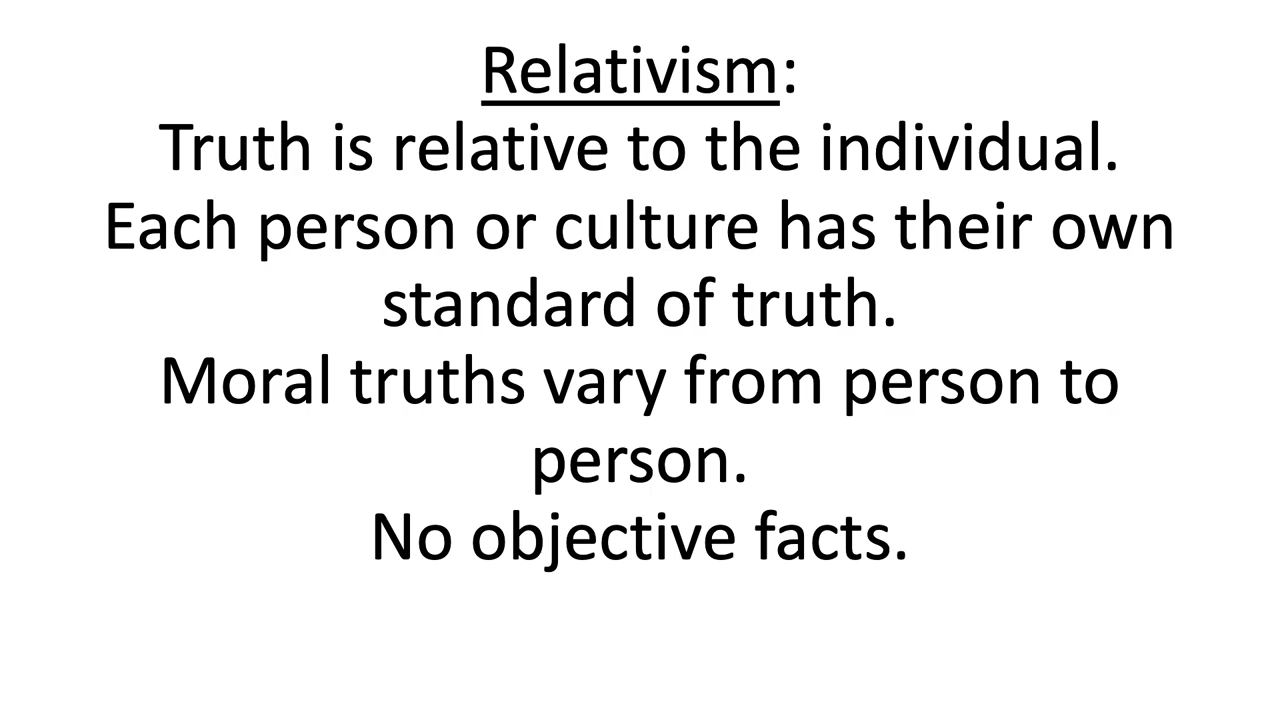 Relativism:
Truth is relative to the individual.
Each person or culture has their own
standard of truth.
Moral truths vary from person to
person.
No objective facts.